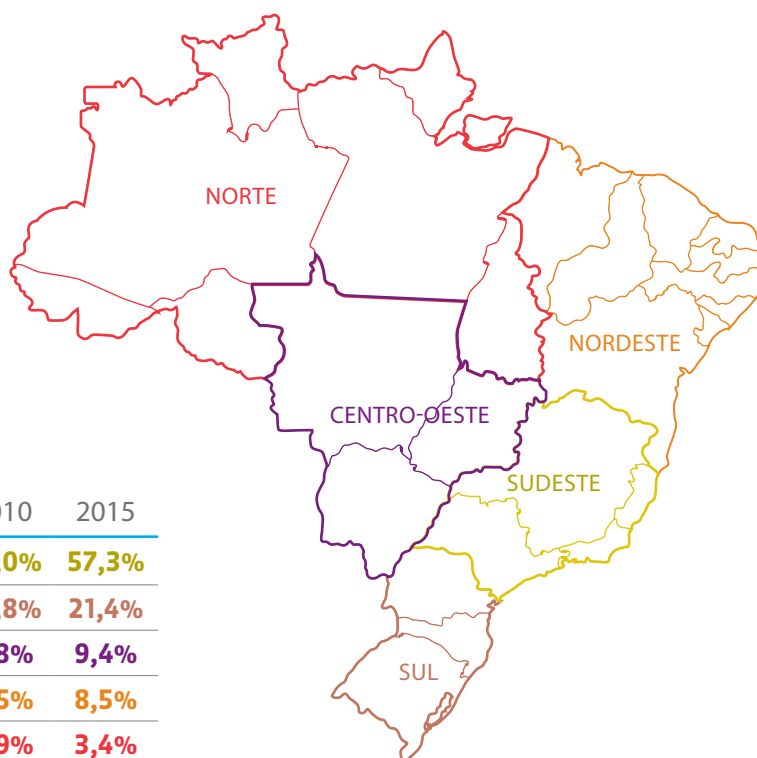 NORTE
NORDESTE
CENTRO-OESTE
SUDESTE
SUL
2015
57,3%
21,4%
9,4%
8,5%
3,4%